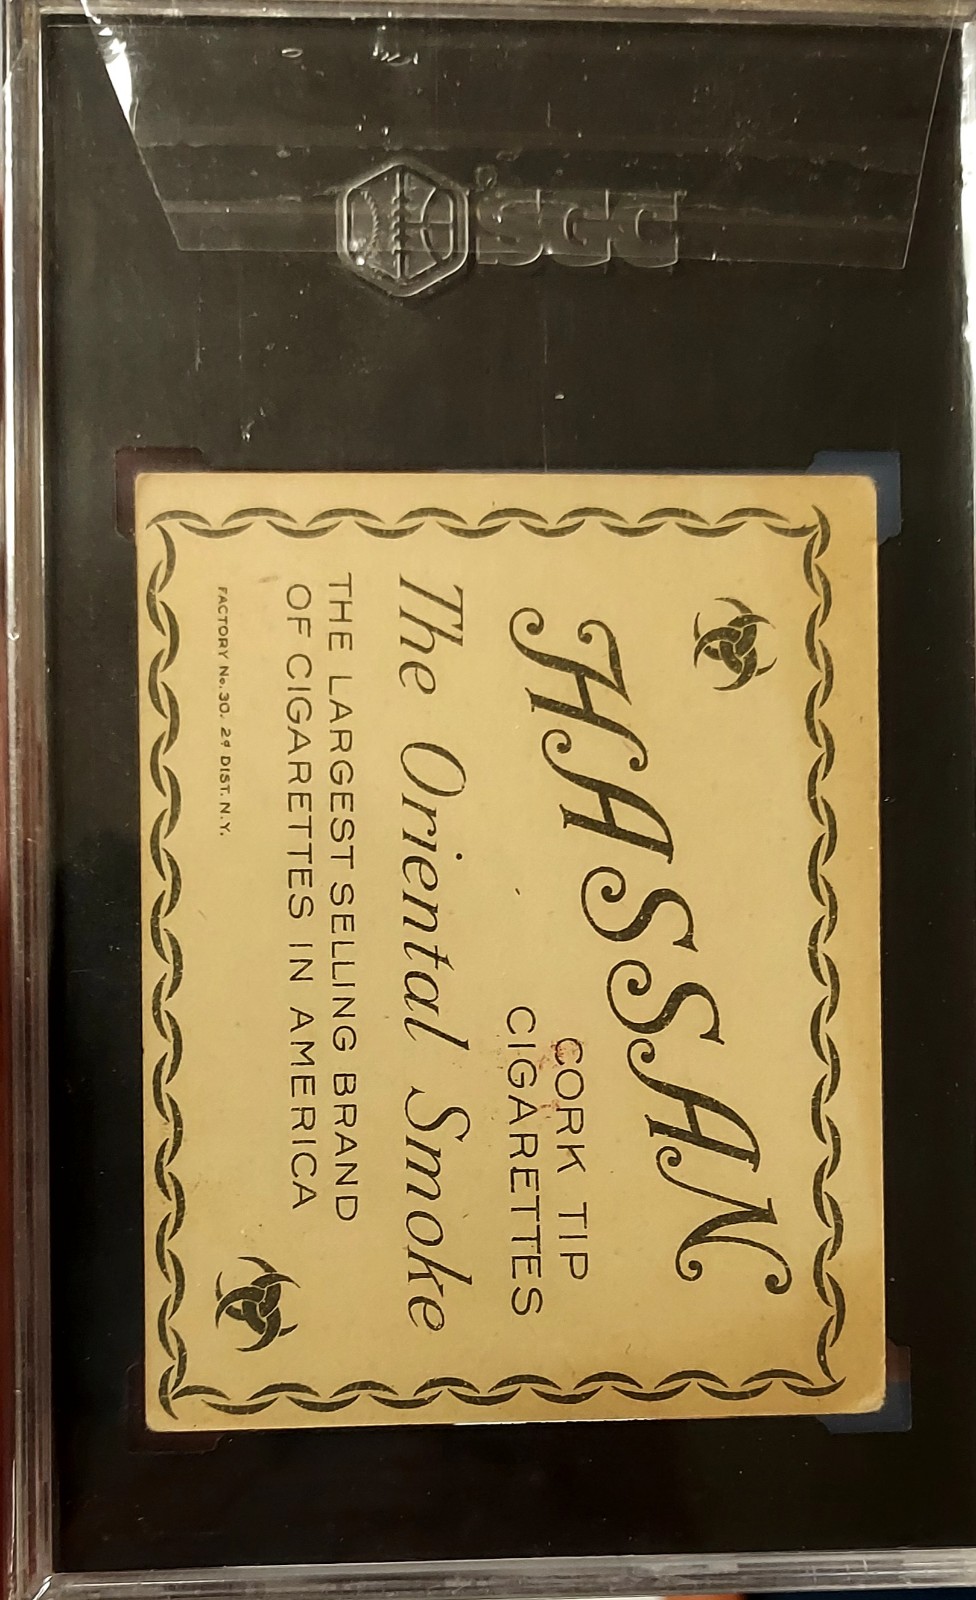 SGC
HASSAN
CORK TIP
CIGARETTES
The Oriental Smoke
THE LARGEST SELLING BRAND
OF CIGARETTES IN AMERICA
FACTORY No. 30. 2d DIST. N.Y.